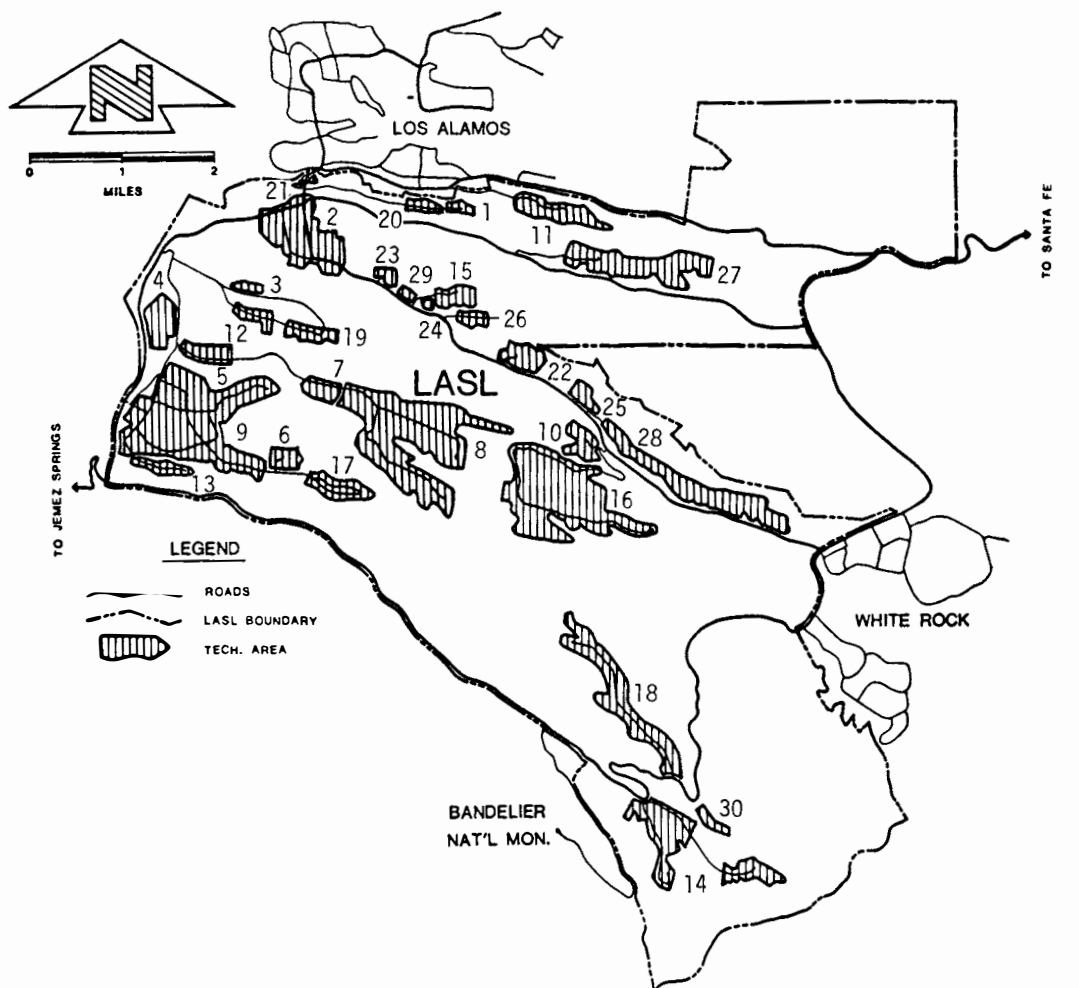 N
0 1 2
MILES
LOS ALAMOS
TO SANTA FE
21
20
1
2
11
27
23
29
15
4
3
24
26
12
19
22
5
7
LASL
25
10
28
9
6
8
17
16
13
TO JEMEZ SPRINGS
LEGEND
ROADS
LASL BOUNDARY
TECH. AREA
WHITE ROCK
18
BANDELIER
NAT'L MON.
30
14